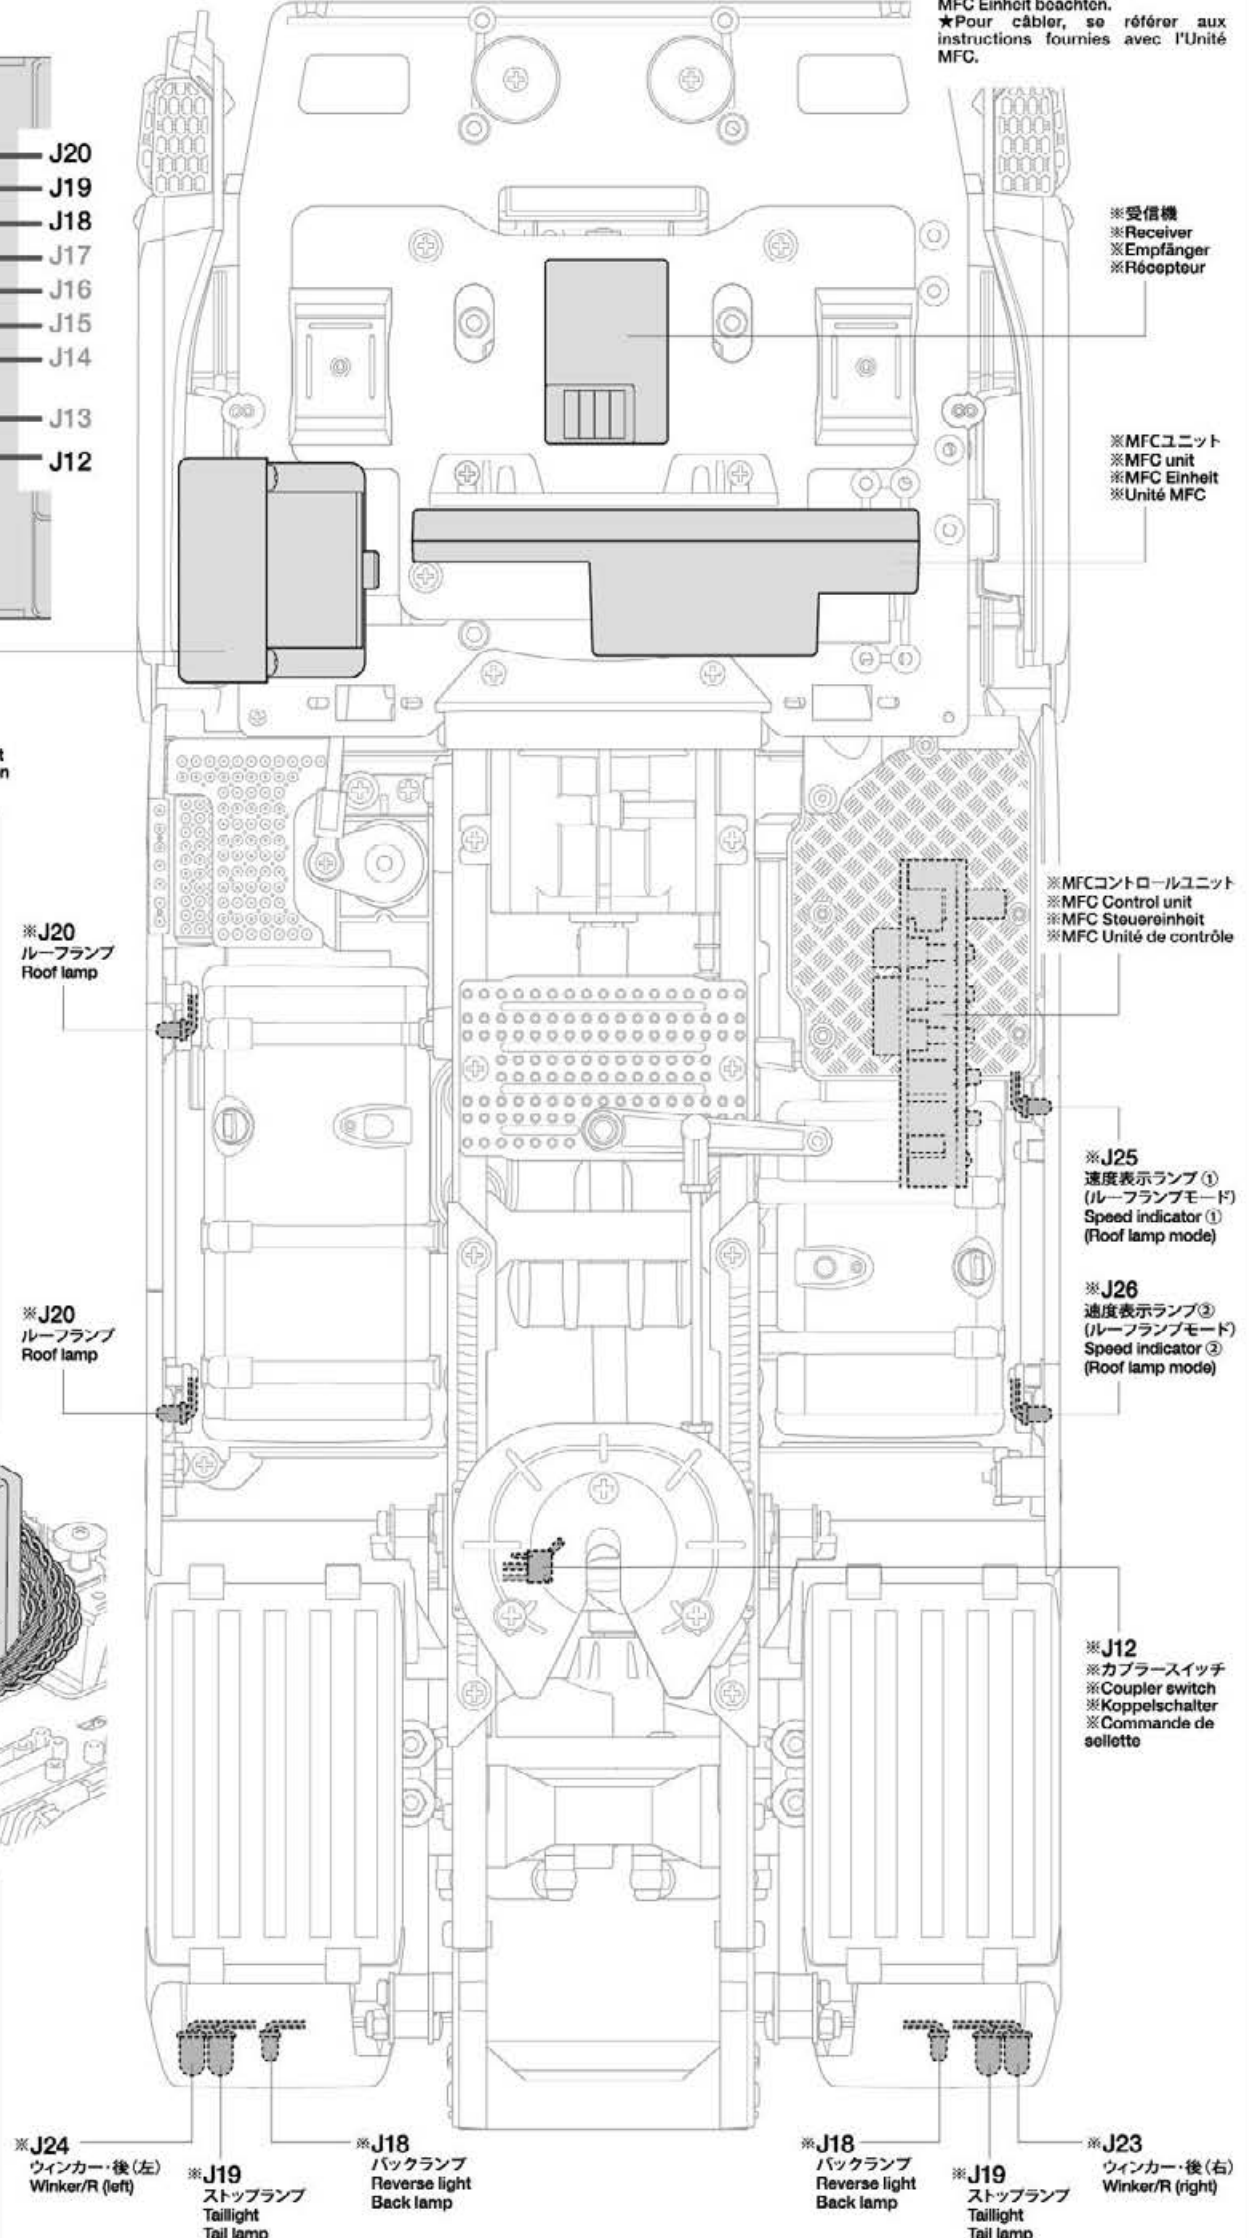 MFC Einheit beachten.
★Pour câbler, se référer aux
instructions fournies avec l'Unité
MFC.
J20
J19
J18
J17
J16
J15
J14
J13
J12
※受信機
※Receiver
※Empfänger
※Récepteur
※MFCユニット
※MFC unit
※MFC Einheit
※Unité MFC
※MFCコントロールユニット
※MFC Control unit
※MFC Steuereinheit
※MFC Unité de contrôle
※J20
ルーフランプ
Roof lamp
※J25
速度表示ランプ①
(ルーフランプモード)
Speed indicator ①
(Roof lamp mode)
※J20
ルーフランプ
Roof lamp
※J26
速度表示ランプ②
(ルーフランプモード)
Speed indicator ②
(Roof lamp mode)
※J12
※カプラースイッチ
※Coupler switch
※Koppelschalter
※Commande de
sellette
※J24
ウィンカー・後(左)
Winker/R (left)
※J19
ストップランプ
Taillight
Tail lamp
※J18
バックランプ
Reverse light
Back lamp
※J18
バックランプ
Reverse light
Back lamp
※J19
ストップランプ
Taillight
Tail lamp
※J23
ウィンカー・後(右)
Winker/R (right)